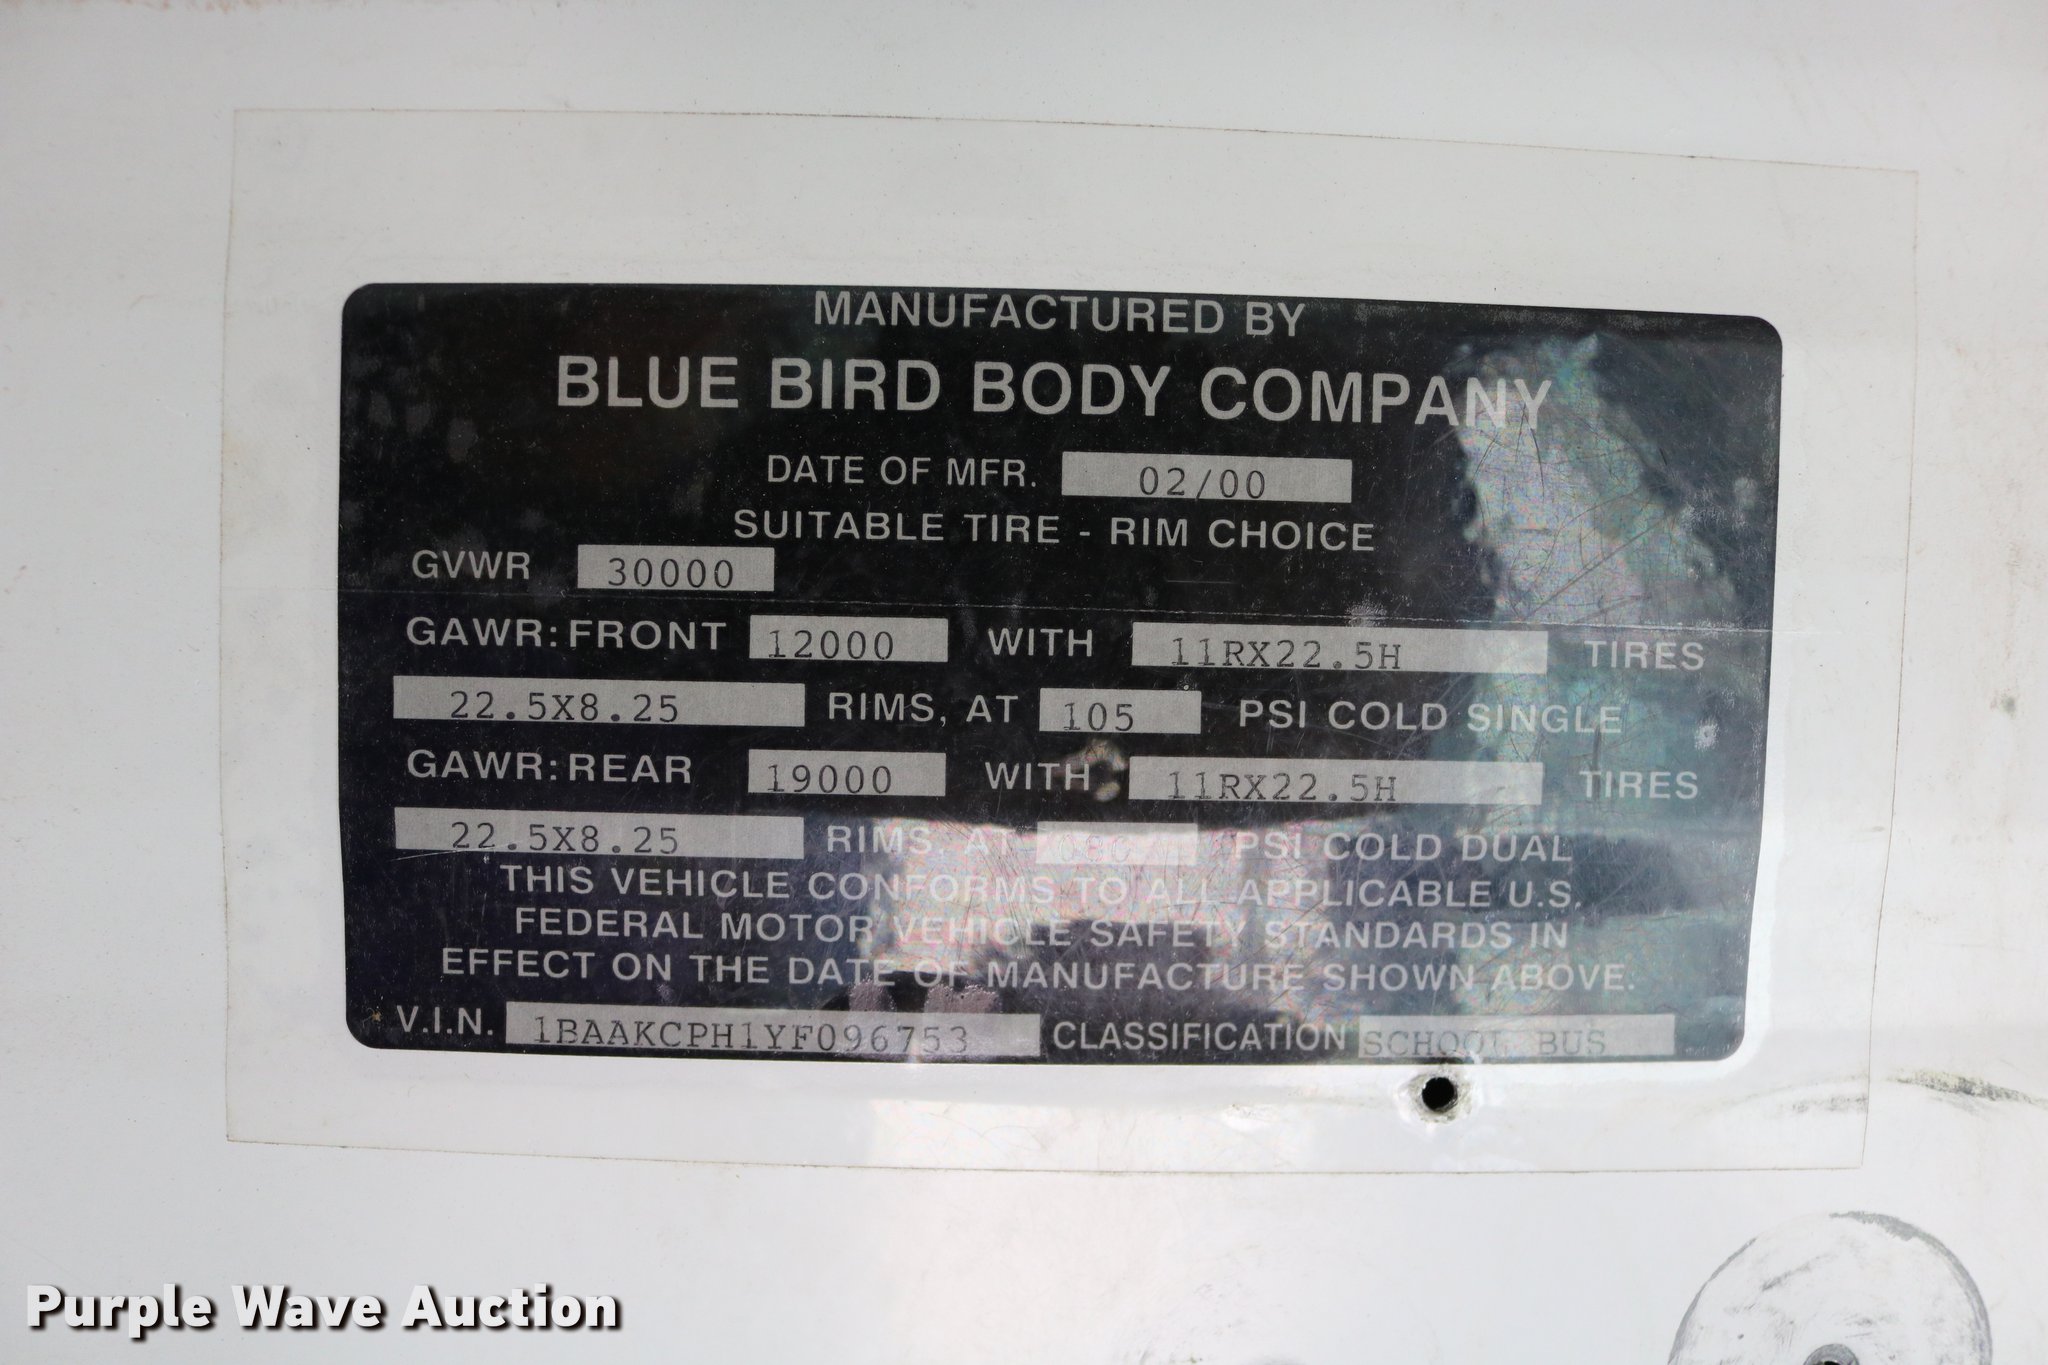 MANUFACTURED BY
BLUE BIRD BODY COMPANY
DATE OF MFR. 02/00
SUITABLE TIRE - RIM CHOICE
GVWR 30000
GAWR: FRONT 12000 WITH 11RX22.5H TIRES
22.5X8.25 RIMS, AT 105 PSI COLD SINGLE
GAWR: REAR 19000 WITH 11RX22.5H TIRES
22.5X8.25 RIMS, AT PSI COLD DUAL
THIS VEHICLE CONFORMS TO ALL APPLICABLE U.S.
FEDERAL MOTOR VEHICLE SAFETY STANDARDS IN
EFFECT ON THE DATE OF MANUFACTURE SHOWN ABOVE.
V.I.N. 1BAAKCPH1YF096753 CLASSIFICATION SCHOOL BUS
Purple Wave Auction